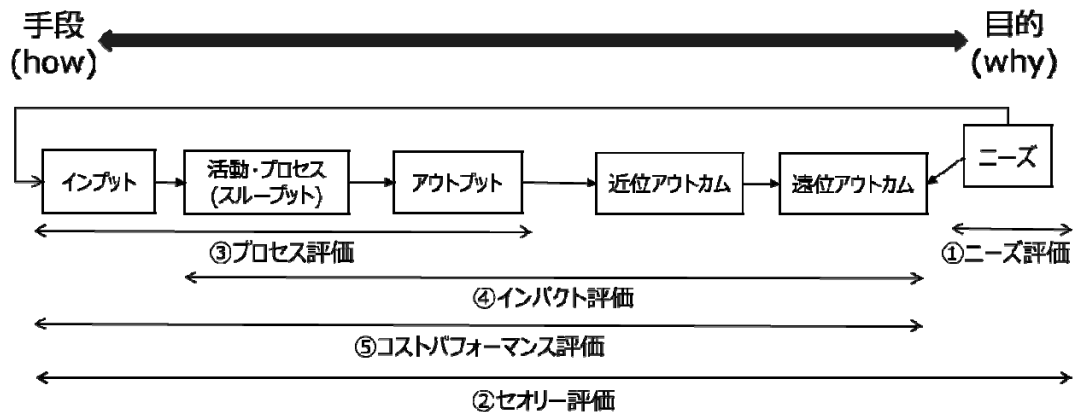 手段
(how)
目的
(why)
インプット
活動・プロセス
(スループット)
アウトプット
近位アウトカム
遠位アウトカム
ニーズ
③プロセス評価
①ニーズ評価
④インパクト評価
⑤コストパフォーマンス評価
②セオリー評価